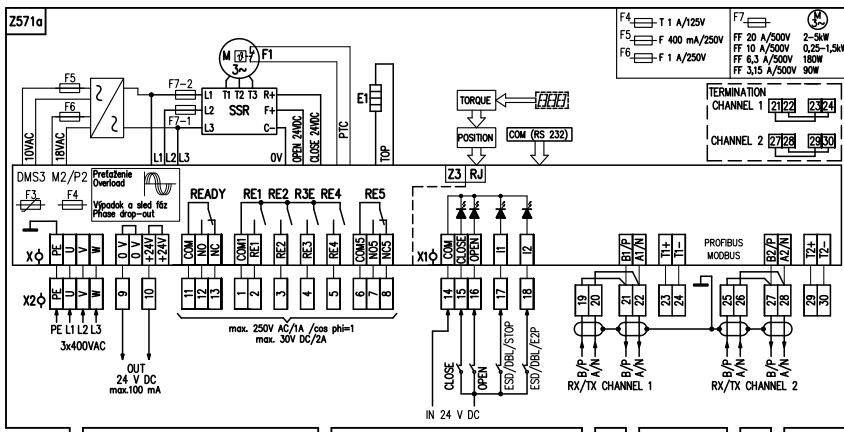 Z571a
F4 T 1 A/125V
F5 F 400 mA/250V
F6 F 1 A/250V
F7 M 3~
FF 20 A/500V 2-5kW
FF 10 A/500V 0,25-1,5kW
FF 6,3 A/500V 180W
FF 3,15 A/500V 90W
M 3~ F1
F5
F6
F7-2
F7-1
L1 T1 T2 T3 R+
L2 SSR F+
L3 C-
E1
TORQUE
POSITION
COM (RS 232)
TERMINATION
CHANNEL 1 21 22 23 24
CHANNEL 2 27 28 29 30
10VAC
18VAC
L1 L2 L3
0V
OPEN 24VDC
CLOSE 24VDC
PTC
TOP
DMS3 M2/P2
F3 F4
Preťaženie
Overload
Výpadok a sled fáz
Phase drop-out
Z3 RJ
READY RE1 RE2 R3E RE4 RE5
X
PE U V W
0 V 0 V +24V +24V
COM NO NC
COM1 RE1 RE2 RE3 RE4
COM5 NO5 NC5
X1
COM CLOSE OPEN I1 I2
B1/P A1/N T1+ T1-
PROFIBUS
MODBUS
B2/P A2/N T2+ T2-
X2
PE U V W
9 10
11 12 13
1 2 3 4 5 6 7 8
14 15 16 17 18
19 20 21 22 23 24
25 26 27 28 29 30
PE L1 L2 L3
3x400VAC
OUT
24 V DC
max.100 mA
max. 250V AC/1A /cos phi=1
max. 30V DC/2A
CLOSE
OPEN
ESD/DBL/STOP
ESD/DBL/E2P
IN 24 V DC
B/P A/N B/P A/N
RX/TX CHANNEL 1
B/P A/N B/P A/N
RX/TX CHANNEL 2